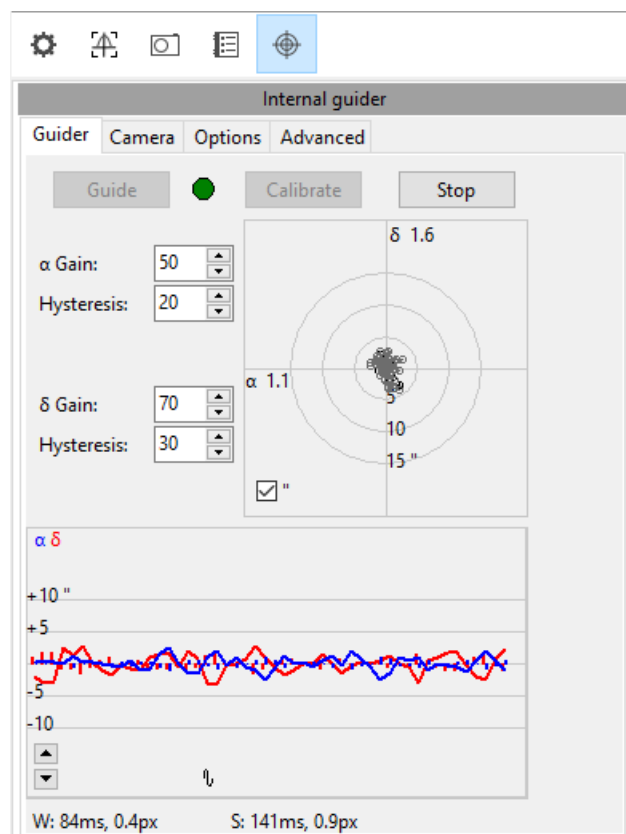 Internal guider
Guider Camera Options Advanced
Guide Calibrate Stop
δ 1.6
α Gain: 50
Hysteresis: 20
α 1.1
δ Gain: 70
5
Hysteresis: 30
10
15 "
"
α δ
+10 "
+5
-5
-10
W: 84ms, 0.4px S: 141ms, 0.9px